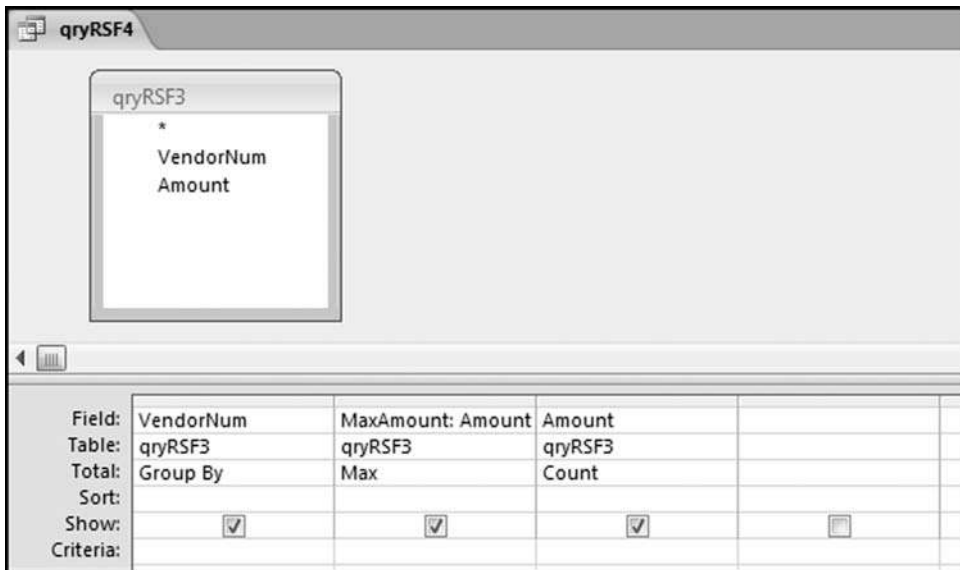 qryRSF4
qryRSF3
*
VendorNum
Amount
Field: VendorNum MaxAmount: Amount Amount
Table: qryRSF3 qryRSF3 qryRSF3
Total: Group By Max Count
Sort:
Show:
Criteria: